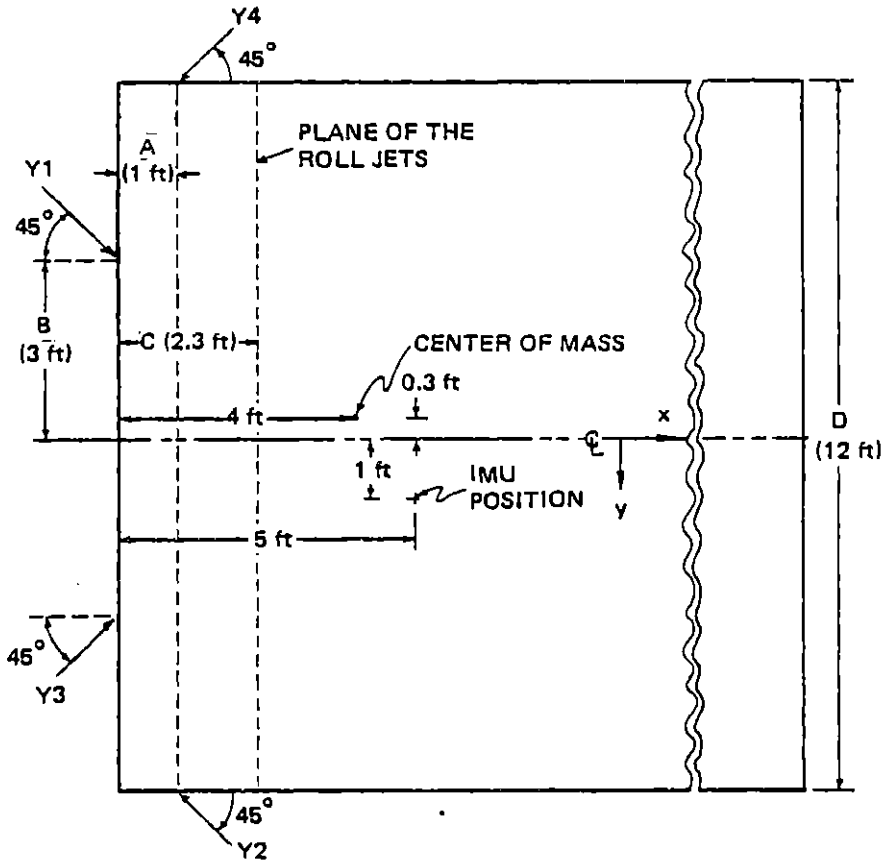 Y4
45°
PLANE OF THE
ROLL JETS
A
(1 ft)
Y1
45°
B
(3 ft)
C (2.3 ft)
CENTER OF MASS
0.3 ft
4 ft
x
D
(12 ft)
℄
1 ft
IMU
POSITION
y
5 ft
45°
Y3
45°
Y2